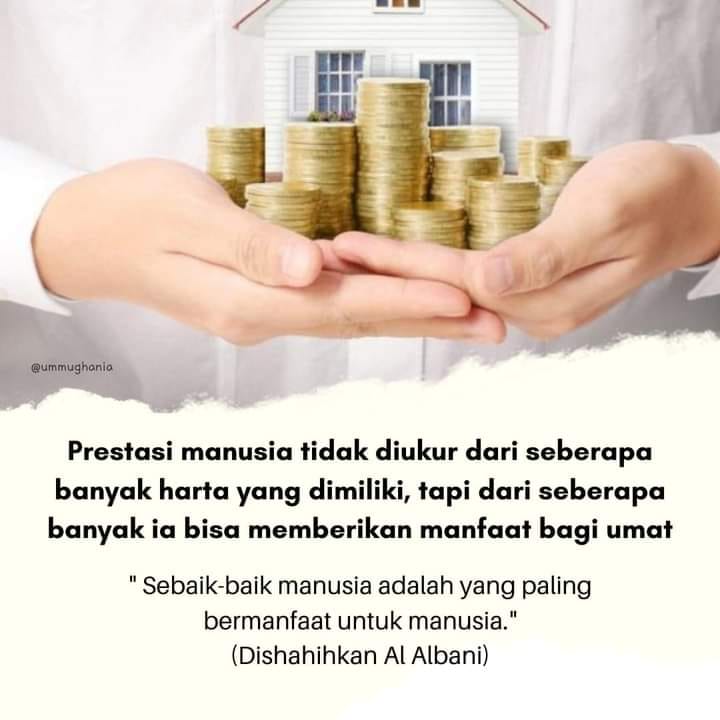 @ummughania
Prestasi manusia tidak diukur dari seberapa
banyak harta yang dimiliki, tapi dari seberapa
banyak ia bisa memberikan manfaat bagi umat
" Sebaik-baik manusia adalah yang paling
bermanfaat untuk manusia."
(Dishahihkan Al Albani)